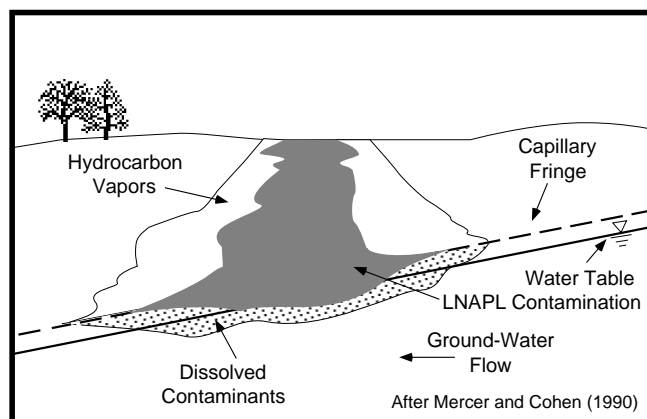 Hydrocarbon
Vapors
Capillary
Fringe
Water Table
LNAPL Contamination
Dissolved
Contaminants
Ground-Water
Flow
After Mercer and Cohen (1990)